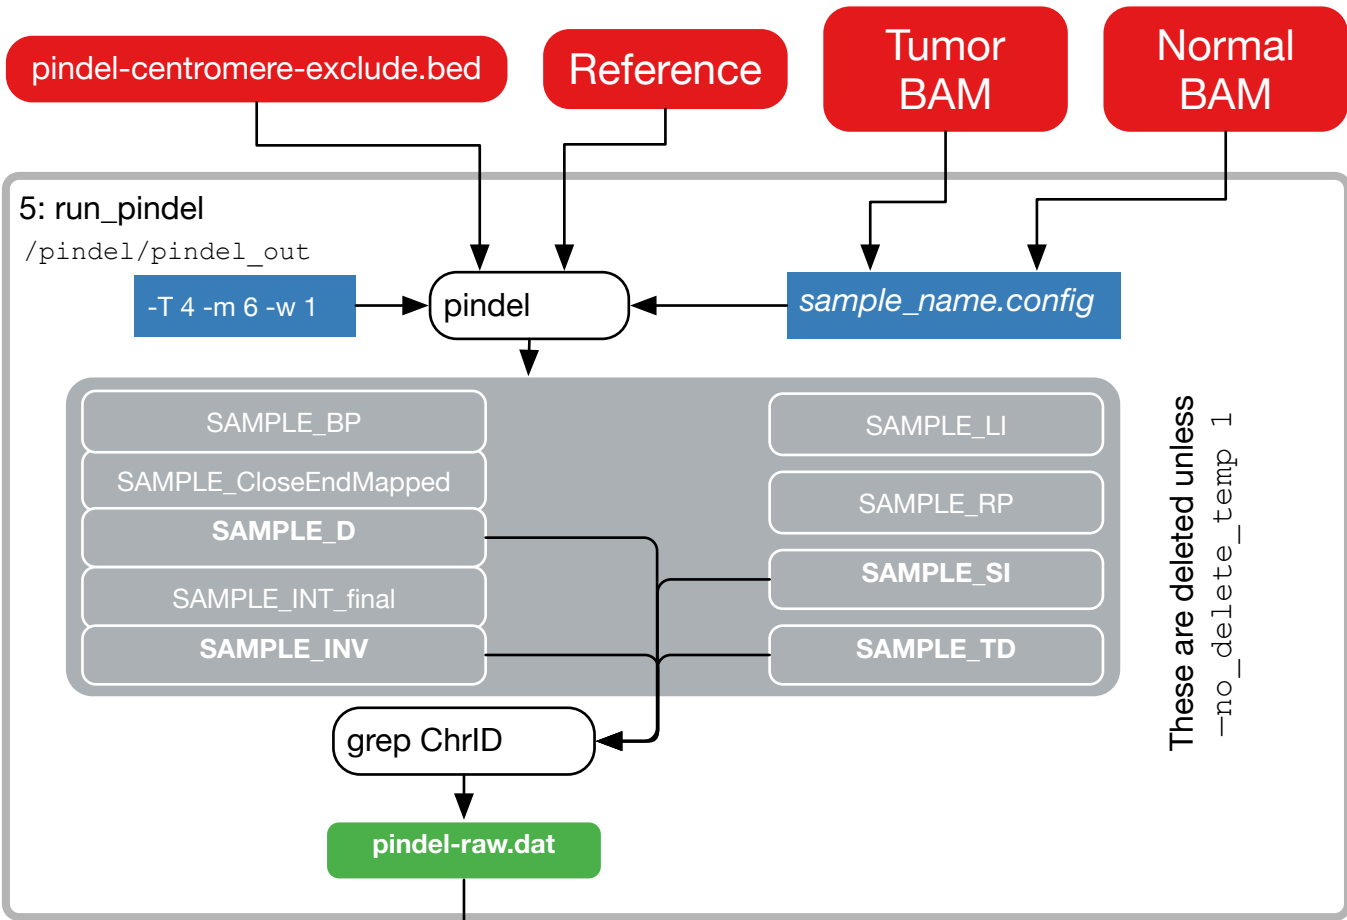 pindel-centromere-exclude.bed
Reference
Tumor
BAM
Normal
BAM
5: run_pindel
/pindel/pindel_out
-T 4 -m 6 -w 1
pindel
sample_name.config
SAMPLE_BP
SAMPLE_CloseEndMapped
SAMPLE_D
SAMPLE_INT_final
SAMPLE_INV
SAMPLE_LI
SAMPLE_RP
SAMPLE_SI
SAMPLE_TD
These are deleted unless
—no_delete_temp 1
grep ChrID
pindel-raw.dat